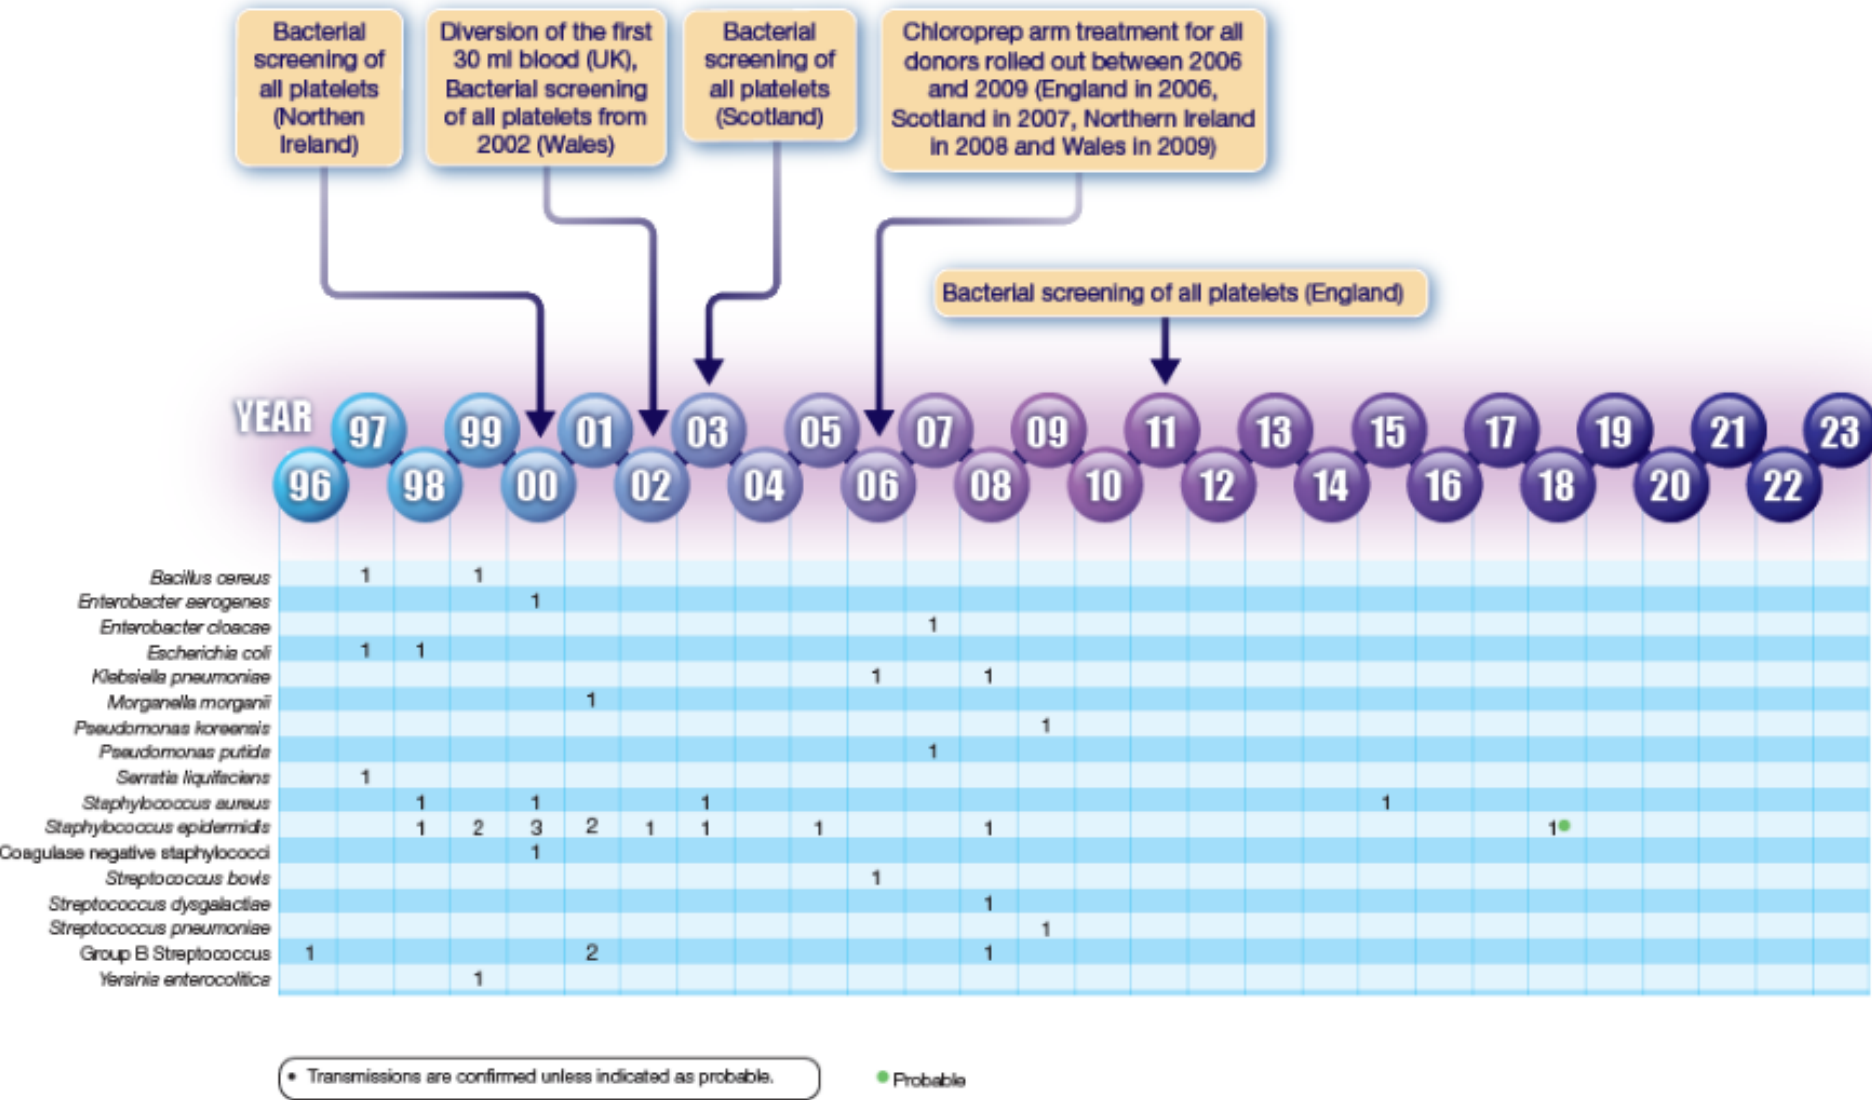 Bacterial
screening of
all platelets
(Northen
Ireland)
Diversion of the first
30 ml blood (UK),
Bacterial screening
of all platelets from
2002 (Wales)
Bacterial
screening of
all platelets
(Scotland)
Chloroprep arm treatment for all
donors rolled out between 2006
and 2009 (England in 2006,
Scotland in 2007, Northern Ireland
in 2008 and Wales in 2009)
Bacterial screening of all platelets (England)
YEAR
97 99 01 03 05 07 09 11 13 15 17 19 21 23
96 98 00 02 04 06 08 10 12 14 16 18 20 22
Bacillus cereus 1 1
Enterobacter aerogenes 1
Enterobacter cloacae 1
Escherichia coli 1 1
Klebsiella pneumoniae 1 1
Morganella morganii 1
Pseudomonas koreensis 1
Pseudomonas putida 1
Serratia liquifaciens 1
Staphylococcus aureus 1 1 1 1
Staphylococcus epidermidis 1 2 3 2 1 1 1 1 1
Coagulase negative staphylococci 1
Streptococcus bovis 1
Streptococcus dysgalactiae 1
Streptococcus pneumoniae 1
Group B Streptococcus 1 2 1
Yersinia enterocolitica 1
• Transmissions are confirmed unless indicated as probable.
Probable